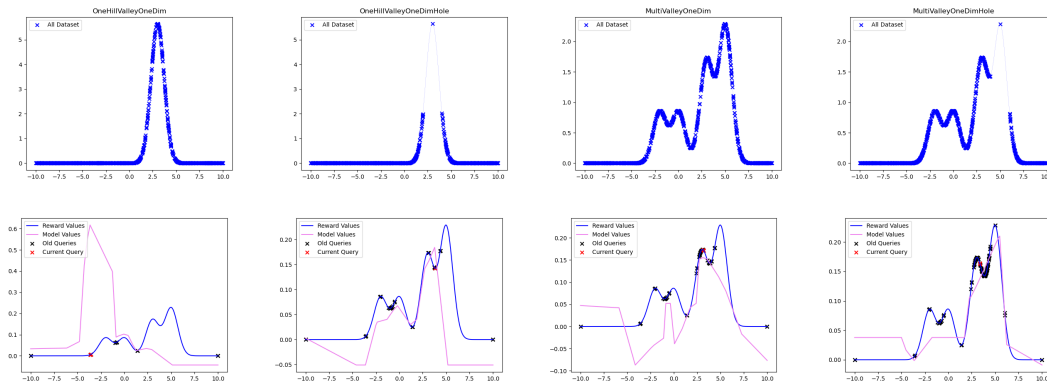 OneHillValleyOneDim
All Dataset
5
4
3
2
1
0
-10.0 -7.5 -5.0 -2.5 0.0 2.5 5.0 7.5 10.0
OneHillValleyOneDimHole
All Dataset
5
4
3
2
1
0
-10.0 -7.5 -5.0 -2.5 0.0 2.5 5.0 7.5 10.0
MultiValleyOneDim
All Dataset
2.0
1.5
1.0
0.5
0.0
-10.0 -7.5 -5.0 -2.5 0.0 2.5 5.0 7.5 10.0
MultiValleyOneDimHole
All Dataset
2.0
1.5
1.0
0.5
0.0
-10.0 -7.5 -5.0 -2.5 0.0 2.5 5.0 7.5 10.0
Reward Values
Model Values
Old Queries
Current Query
0.6
0.5
0.4
0.3
0.2
0.1
0.0
-10.0 -7.5 -5.0 -2.5 0.0 2.5 5.0 7.5 10.0
Reward Values
Model Values
Old Queries
Current Query
0.20
0.15
0.10
0.05
0.00
-0.05
-10.0 -7.5 -5.0 -2.5 0.0 2.5 5.0 7.5 10.0
Reward Values
Model Values
Old Queries
Current Query
0.20
0.15
0.10
0.05
0.00
-0.05
-0.10
-10.0 -7.5 -5.0 -2.5 0.0 2.5 5.0 7.5 10.0
Reward Values
Model Values
Old Queries
Current Query
0.20
0.15
0.10
0.05
0.00
-10.0 -7.5 -5.0 -2.5 0.0 2.5 5.0 7.5 10.0